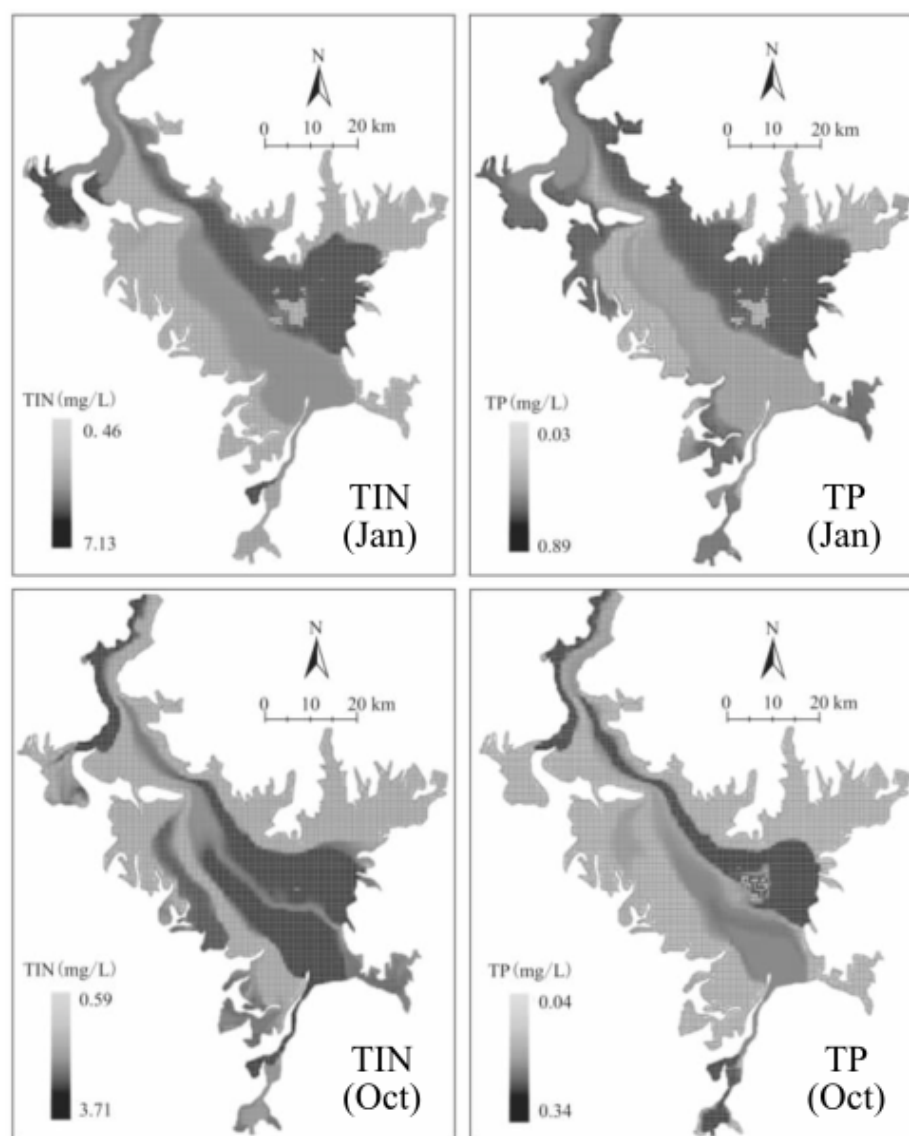 N
0 10 20 km
TIN(mg/L)
0.46
7.13
TIN
(Jan)
N
0 10 20 km
TP(mg/L)
0.03
0.89
TP
(Jan)
N
0 10 20 km
TIN(mg/L)
0.59
3.71
TIN
(Oct)
N
0 10 20 km
TP(mg/L)
0.04
0.34
TP
(Oct)